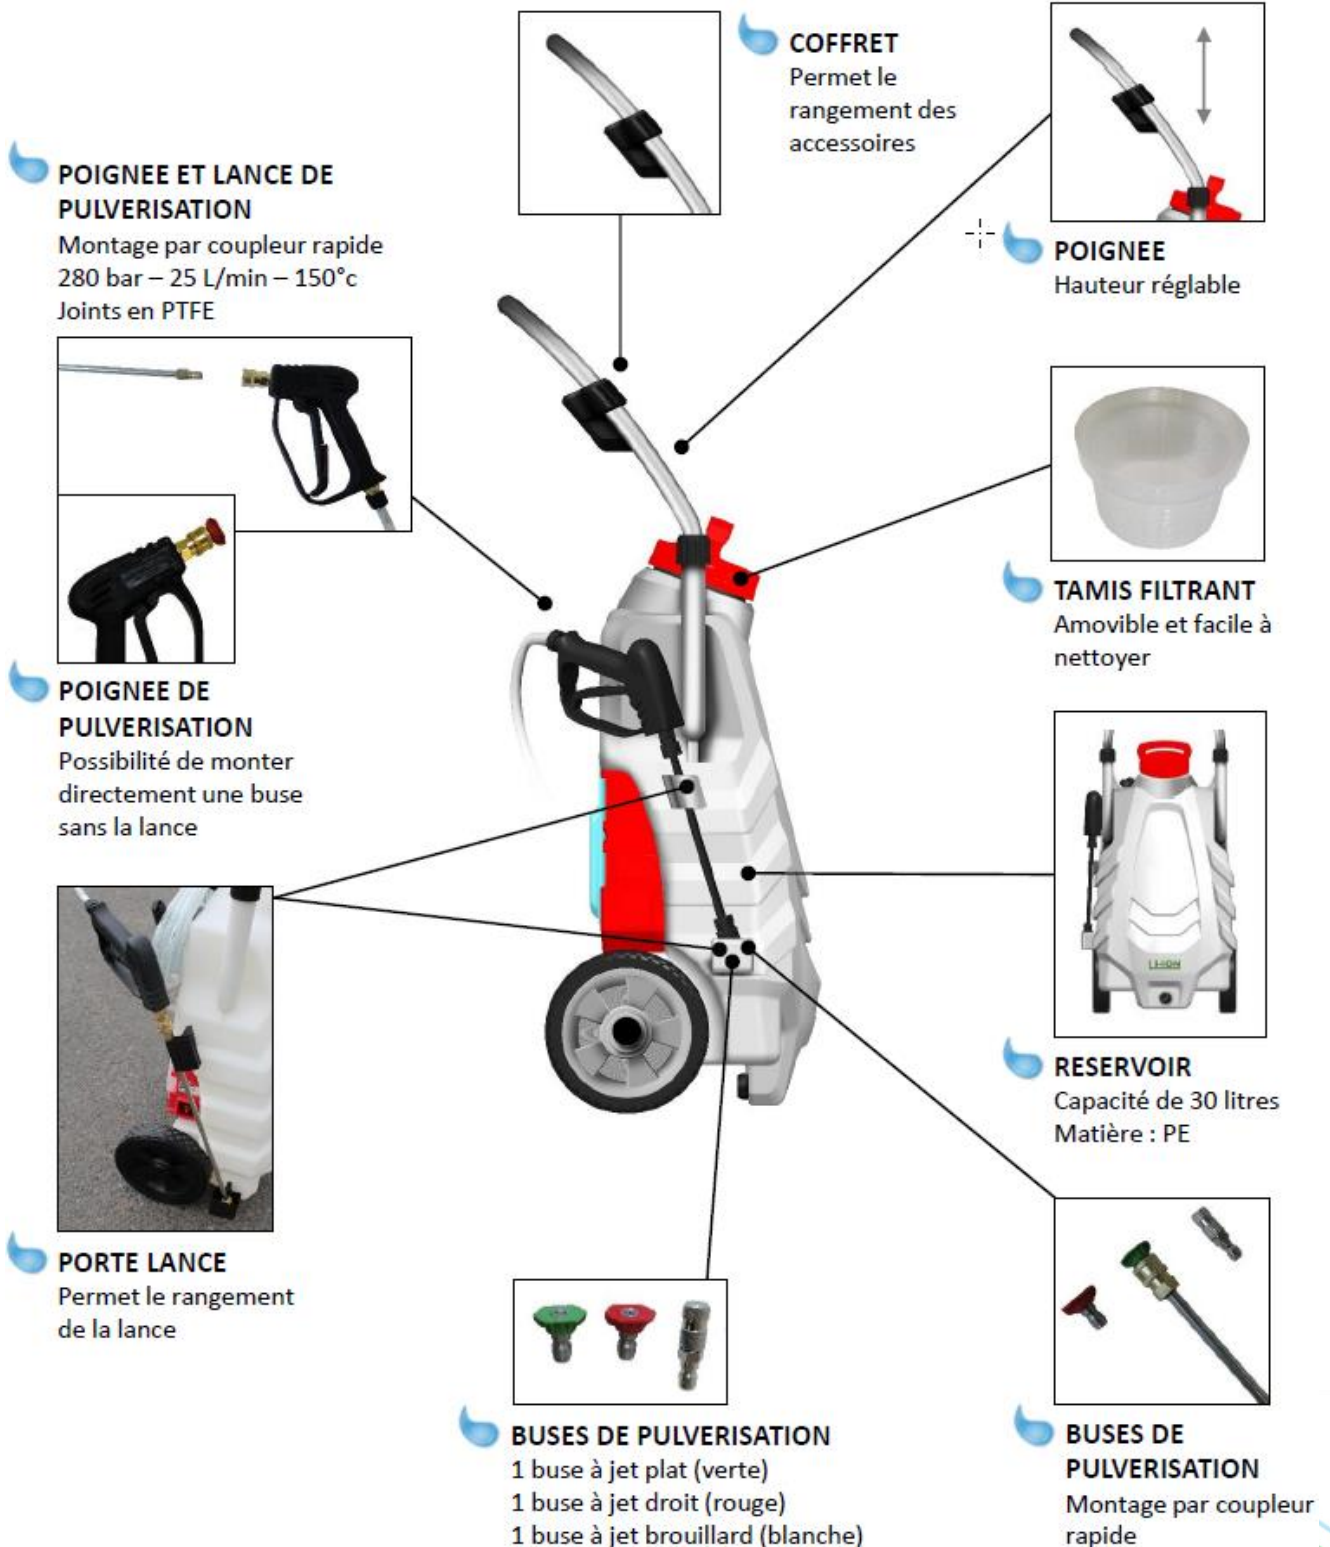 COFFRET
Permet le
rangement des
accessoires
POIGNEE ET LANCE DE
PULVERISATION
Montage par coupleur rapide
280 bar – 25 L/min – 150°c
Joints en PTFE
POIGNEE
Hauteur réglable
TAMIS FILTRANT
Amovible et facile à
nettoyer
POIGNEE DE
PULVERISATION
Possibilité de monter
directement une buse
sans la lance
LI-ION
RESERVOIR
Capacité de 30 litres
Matière : PE
PORTE LANCE
Permet le rangement
de la lance
BUSES DE PULVERISATION
1 buse à jet plat (verte)
1 buse à jet droit (rouge)
1 buse à jet brouillard (blanche)
BUSES DE
PULVERISATION
Montage par coupleur
rapide